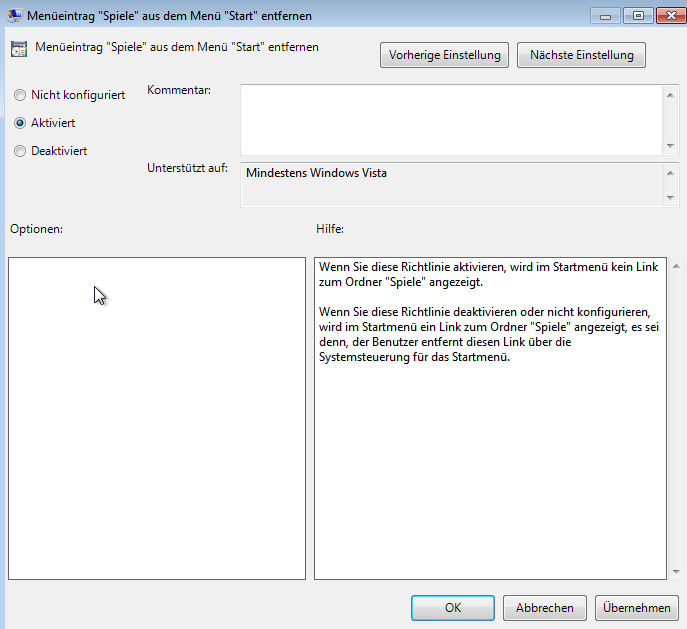 Menüeintrag "Spiele" aus dem Menü "Start" entfernen
Menüeintrag "Spiele" aus dem Menü "Start" entfernen
Vorherige Einstellung
Nächste Einstellung
Nicht konfiguriert
Kommentar:
Aktiviert
Deaktiviert
Unterstützt auf:
Mindestens Windows Vista
Optionen:
Hilfe:
Wenn Sie diese Richtlinie aktivieren, wird im Startmenü kein Link
zum Ordner "Spiele" angezeigt.
Wenn Sie diese Richtlinie deaktivieren oder nicht konfigurieren,
wird im Startmenü ein Link zum Ordner "Spiele" angezeigt, es sei
denn, der Benutzer entfernt diesen Link über die
Systemsteuerung für das Startmenü.
OK
Abbrechen
Übernehmen